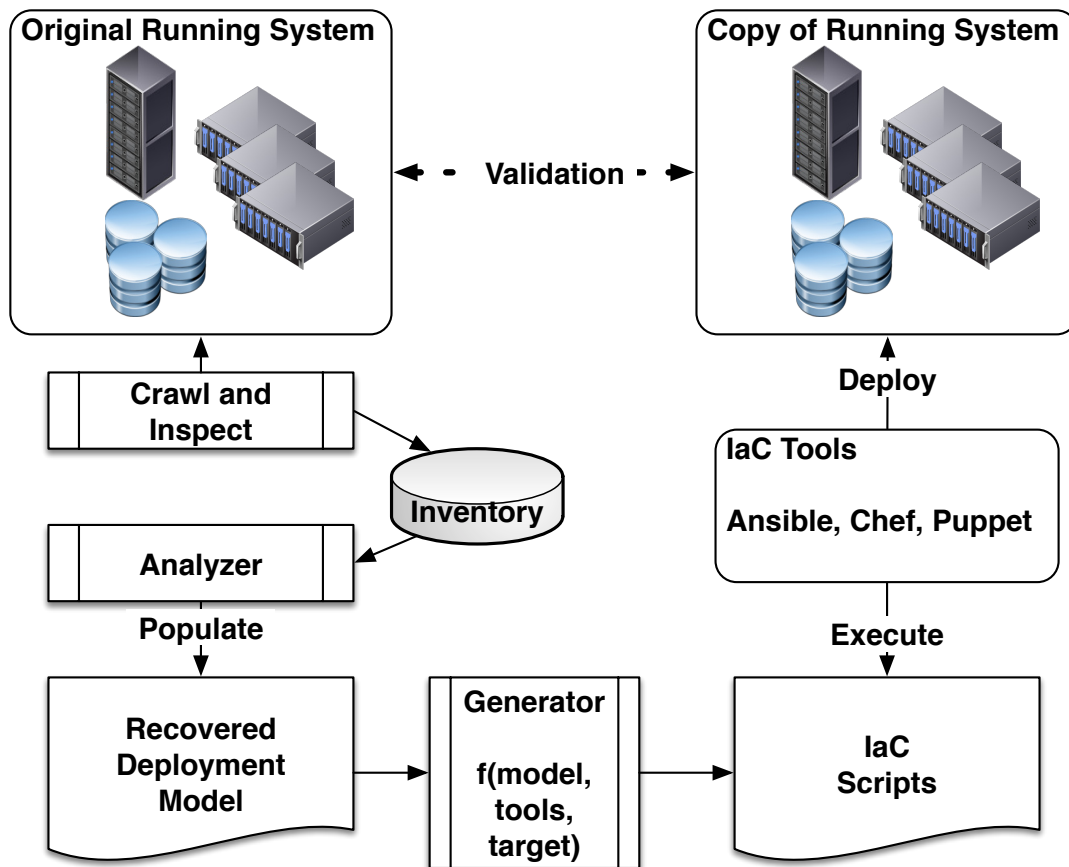 Original Running System
Copy of Running System
Validation
Crawl and
Inspect
Deploy
Inventory
IaC Tools
Ansible, Chef, Puppet
Analyzer
Populate
Execute
Recovered
Deployment
Model
Generator
f(model,
tools,
target)
IaC
Scripts